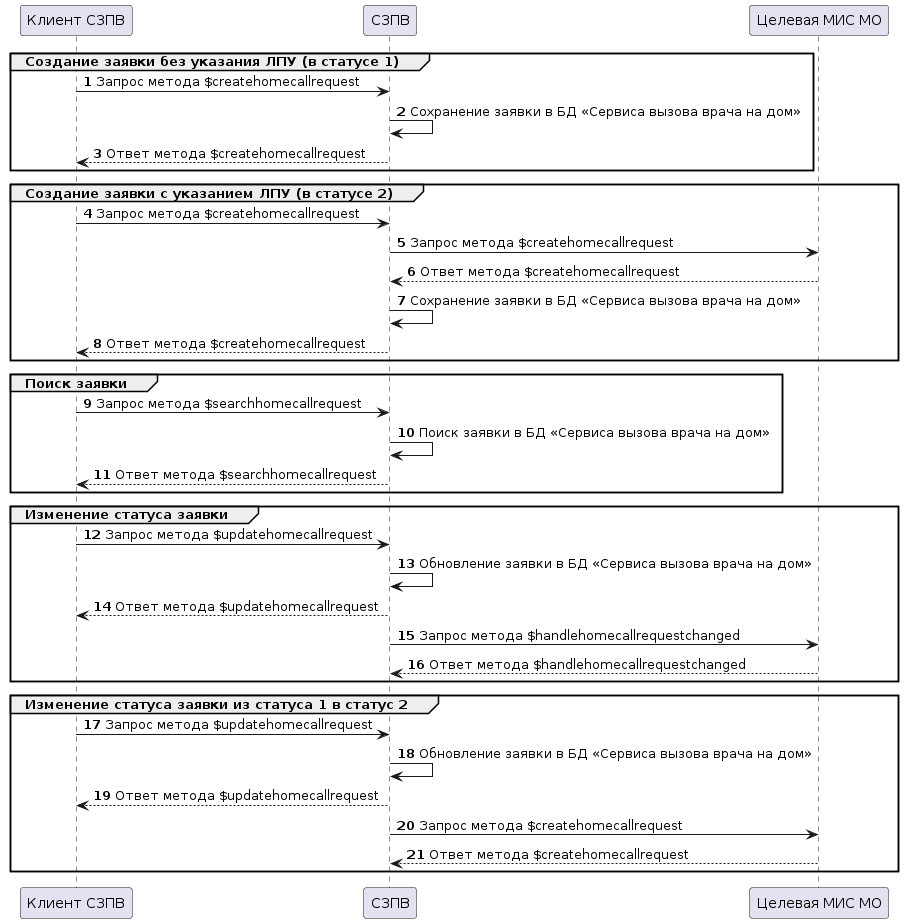 Клиент СЗПВ
СЗПВ
Целевая МИС МО
Создание заявки без указания ЛПУ (в статусе 1)
1 Запрос метода $createhomecallrequest
2 Сохранение заявки в БД «Сервиса вызова врача на дом»
3 Ответ метода $createhomecallrequest
Создание заявки с указанием ЛПУ (в статусе 2)
4 Запрос метода $createhomecallrequest
5 Запрос метода $createhomecallrequest
6 Ответ метода $createhomecallrequest
7 Сохранение заявки в БД «Сервиса вызова врача на дом»
8 Ответ метода $createhomecallrequest
Поиск заявки
9 Запрос метода $searchhomecallrequest
10 Поиск заявки в БД «Сервиса вызова врача на дом»
11 Ответ метода $searchhomecallrequest
Изменение статуса заявки
12 Запрос метода $updatehomecallrequest
13 Обновление заявки в БД «Сервиса вызова врача на дом»
14 Ответ метода $updatehomecallrequest
15 Запрос метода $handlehomecallrequestchanged
16 Ответ метода $handlehomecallrequestchanged
Изменение статуса заявки из статуса 1 в статус 2
17 Запрос метода $updatehomecallrequest
18 Обновление заявки в БД «Сервиса вызова врача на дом»
19 Ответ метода $updatehomecallrequest
20 Запрос метода $createhomecallrequest
21 Ответ метода $createhomecallrequest
Клиент СЗПВ
СЗПВ
Целевая МИС МО